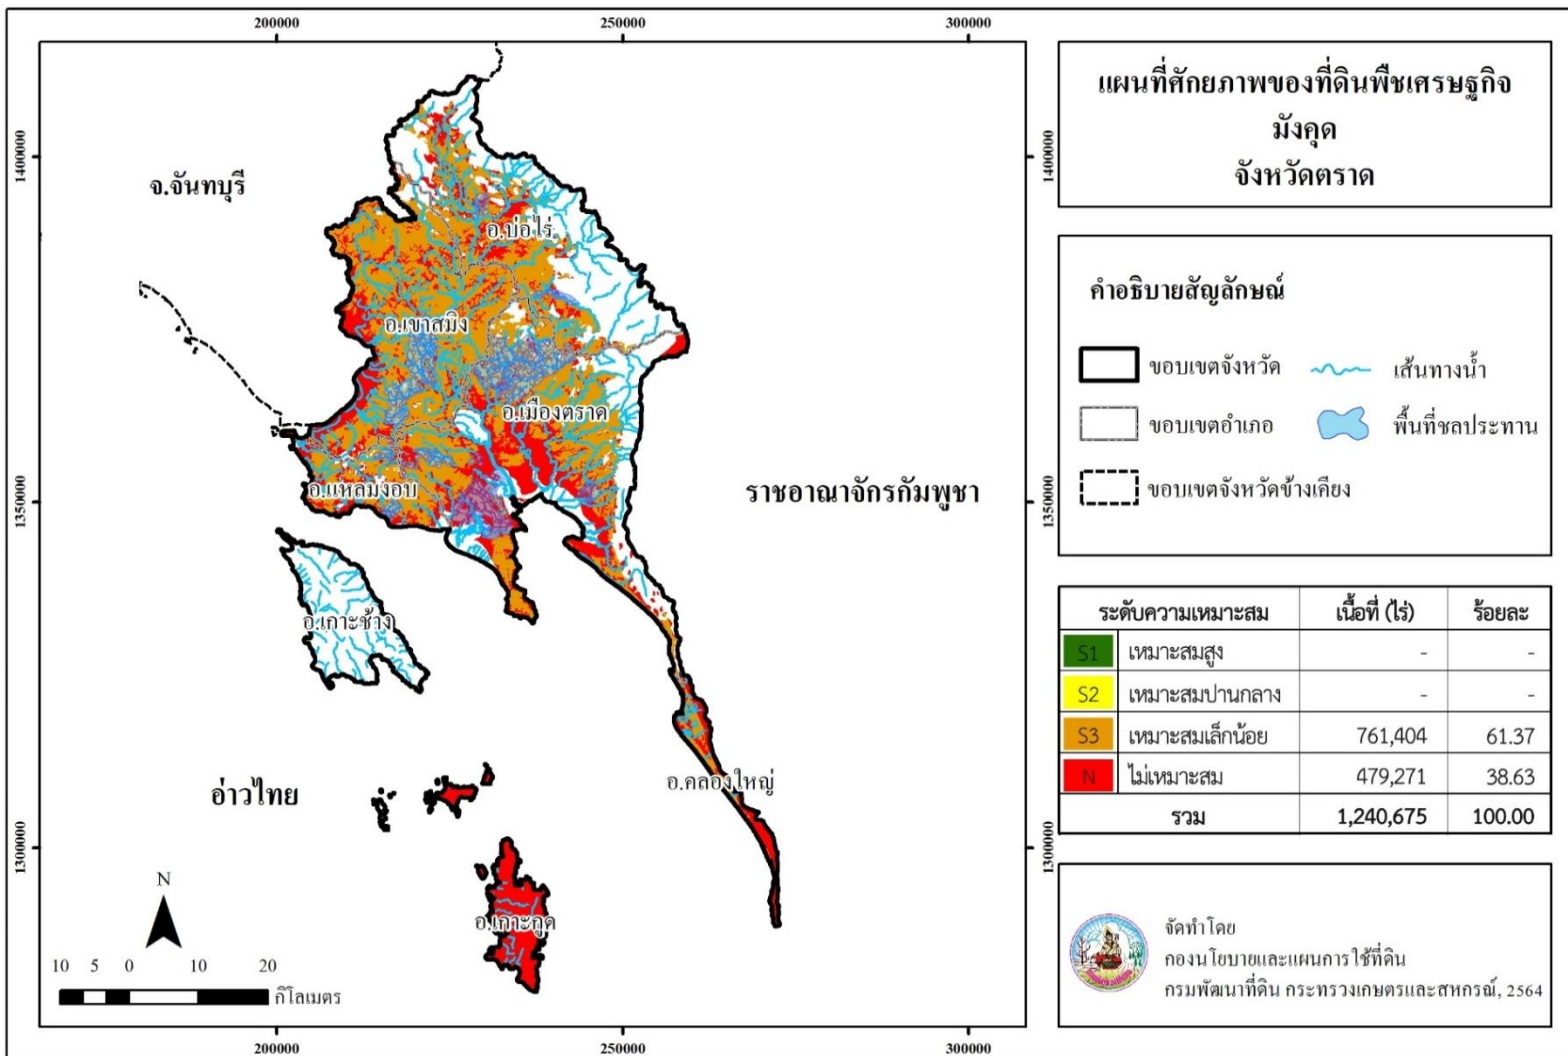 200000
250000
300000
1400000
1350000
1300000
1400000
1350000
1300000
200000
250000
300000
จ.จันทบุรี
อ.บ่อไร่
อ.เขาสมิง
อ.เมืองตราด
อ.แหลมงอบ
ราชอาณาจักรกัมพูชา
อ.เกาะช้าง
อ.คลองใหญ่
อ่าวไทย
อ.เกาะกูด
N
10 5 0 10 20
กิโลเมตร
แผนที่ศักยภาพของที่ดินพืชเศรษฐกิจ
มังคุด
จังหวัดตราด
คำอธิบายสัญลักษณ์
ขอบเขตจังหวัด เส้นทางน้ำ
ขอบเขตอำเภอ พื้นที่ชลประทาน
ขอบเขตจังหวัดข้างเคียง
ระดับความเหมาะสม เนื้อที่ (ไร่) ร้อยละ
S1 เหมาะสมสูง - -
S2 เหมาะสมปานกลาง - -
S3 เหมาะสมเล็กน้อย 761,404 61.37
N ไม่เหมาะสม 479,271 38.63
รวม 1,240,675 100.00
จัดทำโดย
กองนโยบายและแผนการใช้ที่ดิน
กรมพัฒนาที่ดิน กระทรวงเกษตรและสหกรณ์, 2564